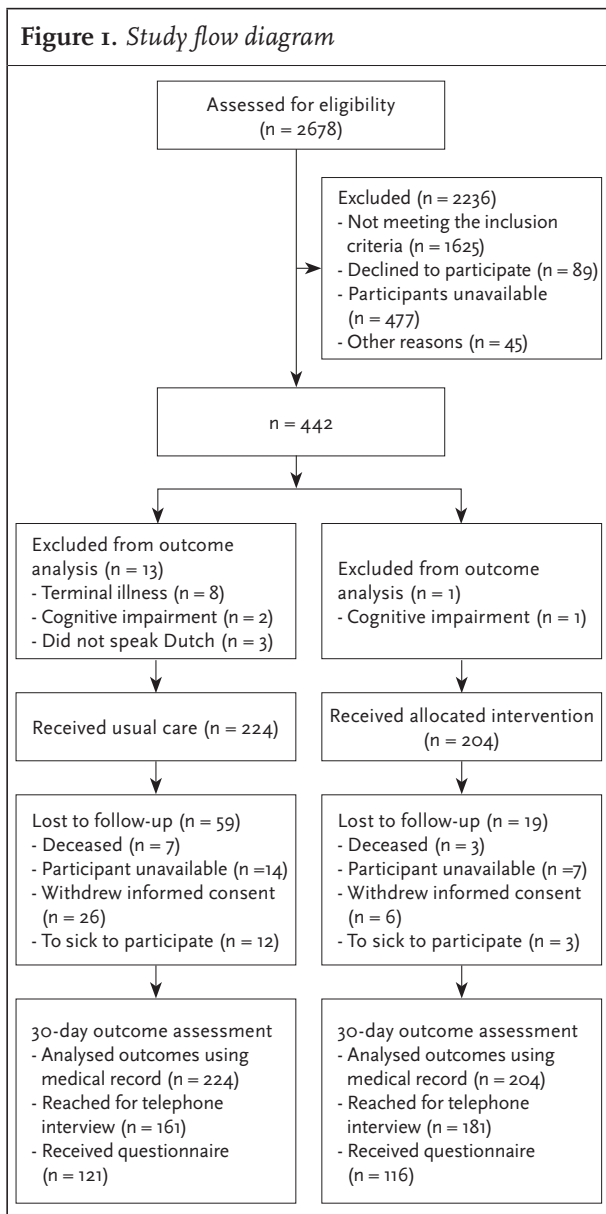 Figure 1. Study flow diagram
Assessed for eligibility
(n = 2678)
Excluded (n = 2236)
- Not meeting the inclusion
criteria (n = 1625)
- Declined to participate (n = 89)
- Participants unavailable
(n = 477)
- Other reasons (n = 45)
n = 442
Excluded from outcome
analysis (n = 13)
- Terminal illness (n = 8)
- Cognitive impairment (n = 2)
- Did not speak Dutch (n = 3)
Excluded from outcome
analysis (n = 1)
- Cognitive impairment (n = 1)
Received usual care (n = 224)
Received allocated intervention
(n = 204)
Lost to follow-up (n = 59)
- Deceased (n = 7)
- Participant unavailable (n =14)
- Withdrew informed consent
(n = 26)
- To sick to participate (n = 12)
Lost to follow-up (n = 19)
- Deceased (n = 3)
- Participant unavailable (n =7)
- Withdrew informed consent
(n = 6)
- To sick to participate (n = 3)
30-day outcome assessment
- Analysed outcomes using
medical record (n = 224)
- Reached for telephone
interview (n = 161)
- Received questionnaire
(n = 121)
30-day outcome assessment
- Analysed outcomes using
medical record (n = 204)
- Reached for telephone
interview (n = 181)
- Received questionnaire
(n = 116)